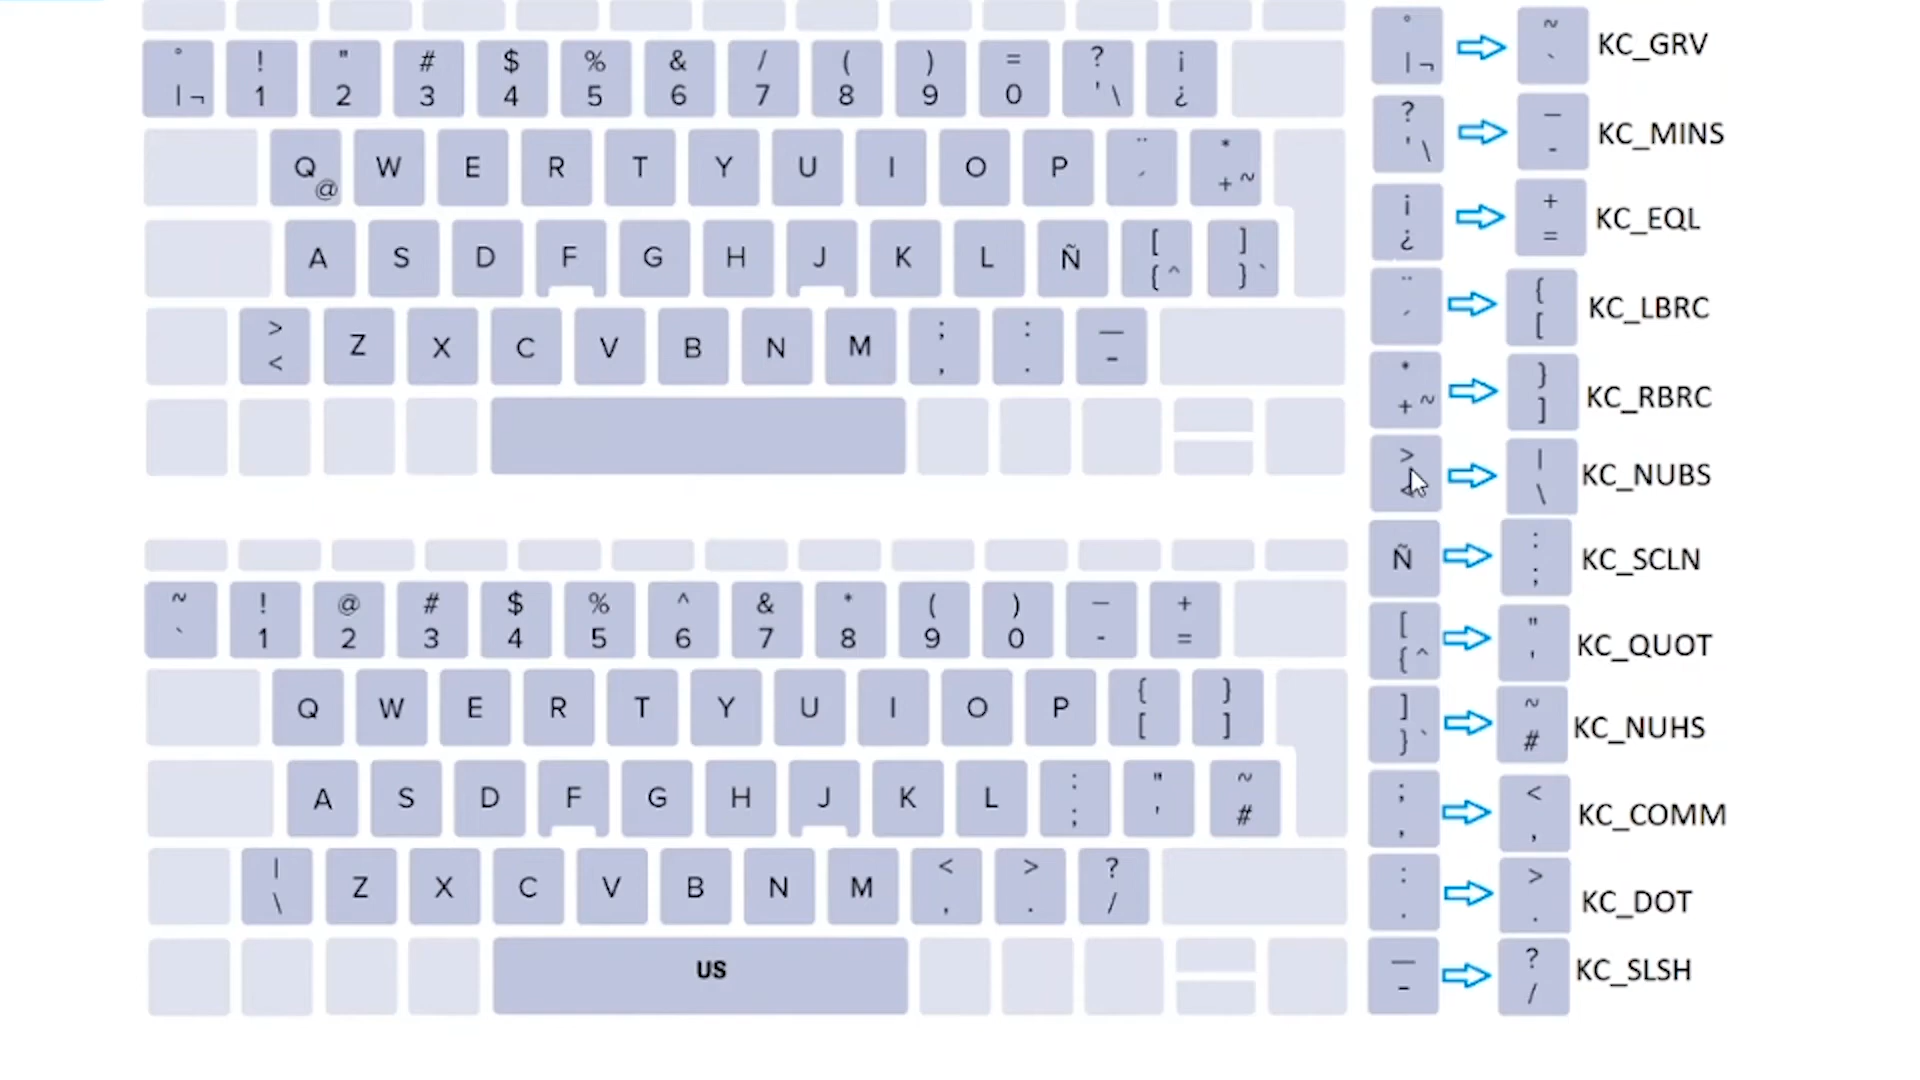 ° ! " # $ % & / ( ) = ? ¡
|¬ 1 2 3 4 5 6 7 8 9 0 '\ ¿
Q@ W E R T Y U I O P ¨ *
´ +~
A S D F G H J K L Ñ [ ]
{^ }`
> Z X C V B N M ; : —
< , . -
~ ! @ # $ % ^ & * ( ) — +
` 1 2 3 4 5 6 7 8 9 0 - =
Q W E R T Y U I O P { }
[ ]
A S D F G H J K L : " ~
; ' #
| Z X C V B N M < > ?
\ , . /
US
° ~ KC_GRV
|¬ `
? — KC_MINS
'\ -
¡ + KC_EQL
¿ =
¨ { KC_LBRC
´ [
* } KC_RBRC
+~ ]
> | KC_NUBS
< \
Ñ : KC_SCLN
;
[ " KC_QUOT
{^ '
] ~ KC_NUHS
}` #
; < KC_COMM
, ,
: > KC_DOT
. .
— ? KC_SLSH
- /